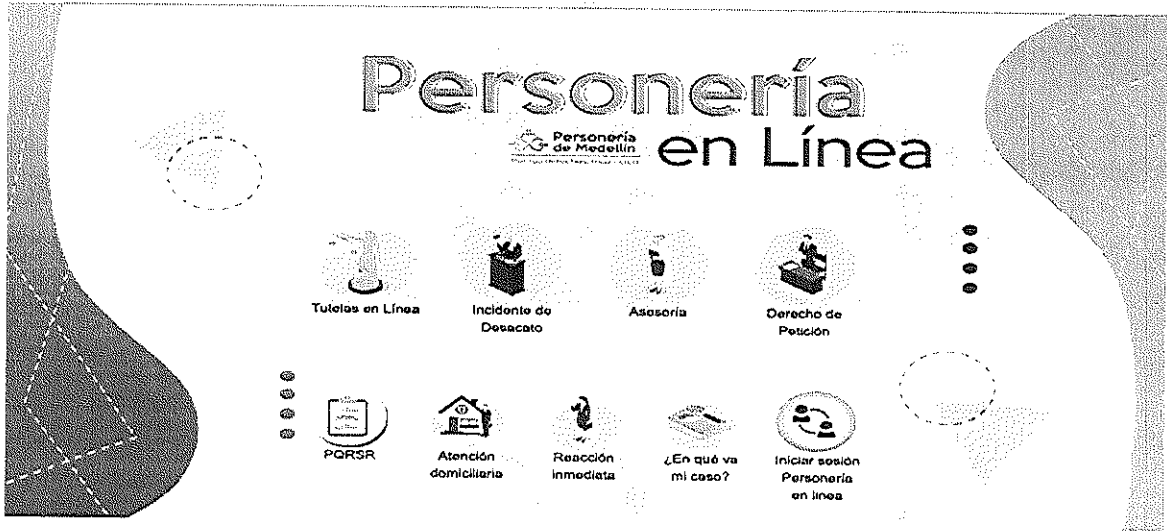 Personería
Personería
de Medellín
en Línea
Tutelas en Línea
Incidente de
Desacato
Asesoría
Derecho de
Petición
PQRSR
Atención
domiciliaria
Reacción
inmediata
¿En qué va
mi caso?
Iniciar sesión
Personería
en línea